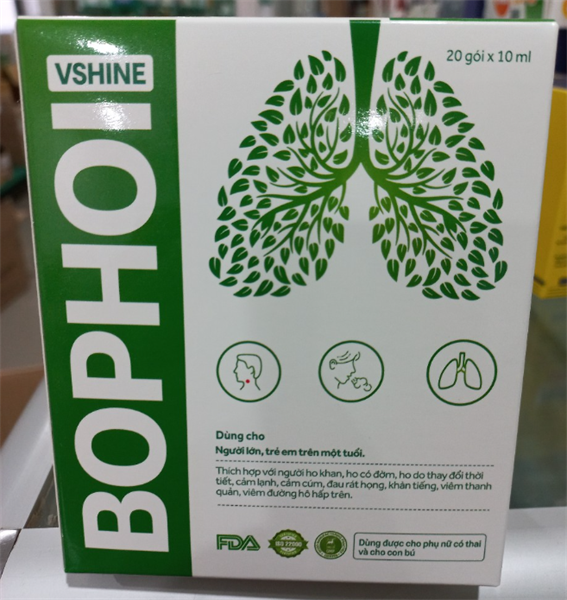 VSHINE
BOPHOI
20 gói x 10 ml
Dùng cho
Người lớn, trẻ em trên một tuổi.
Thích hợp với người ho khan, ho có đờm, ho do thay đổi thời
tiết, cảm lạnh, cảm cúm, đau rát họng, khàn tiếng, viêm thanh
quản, viêm đường hô hấp trên.
FDA
ISO 22000
Dùng được cho phụ nữ có thai
và cho con bú